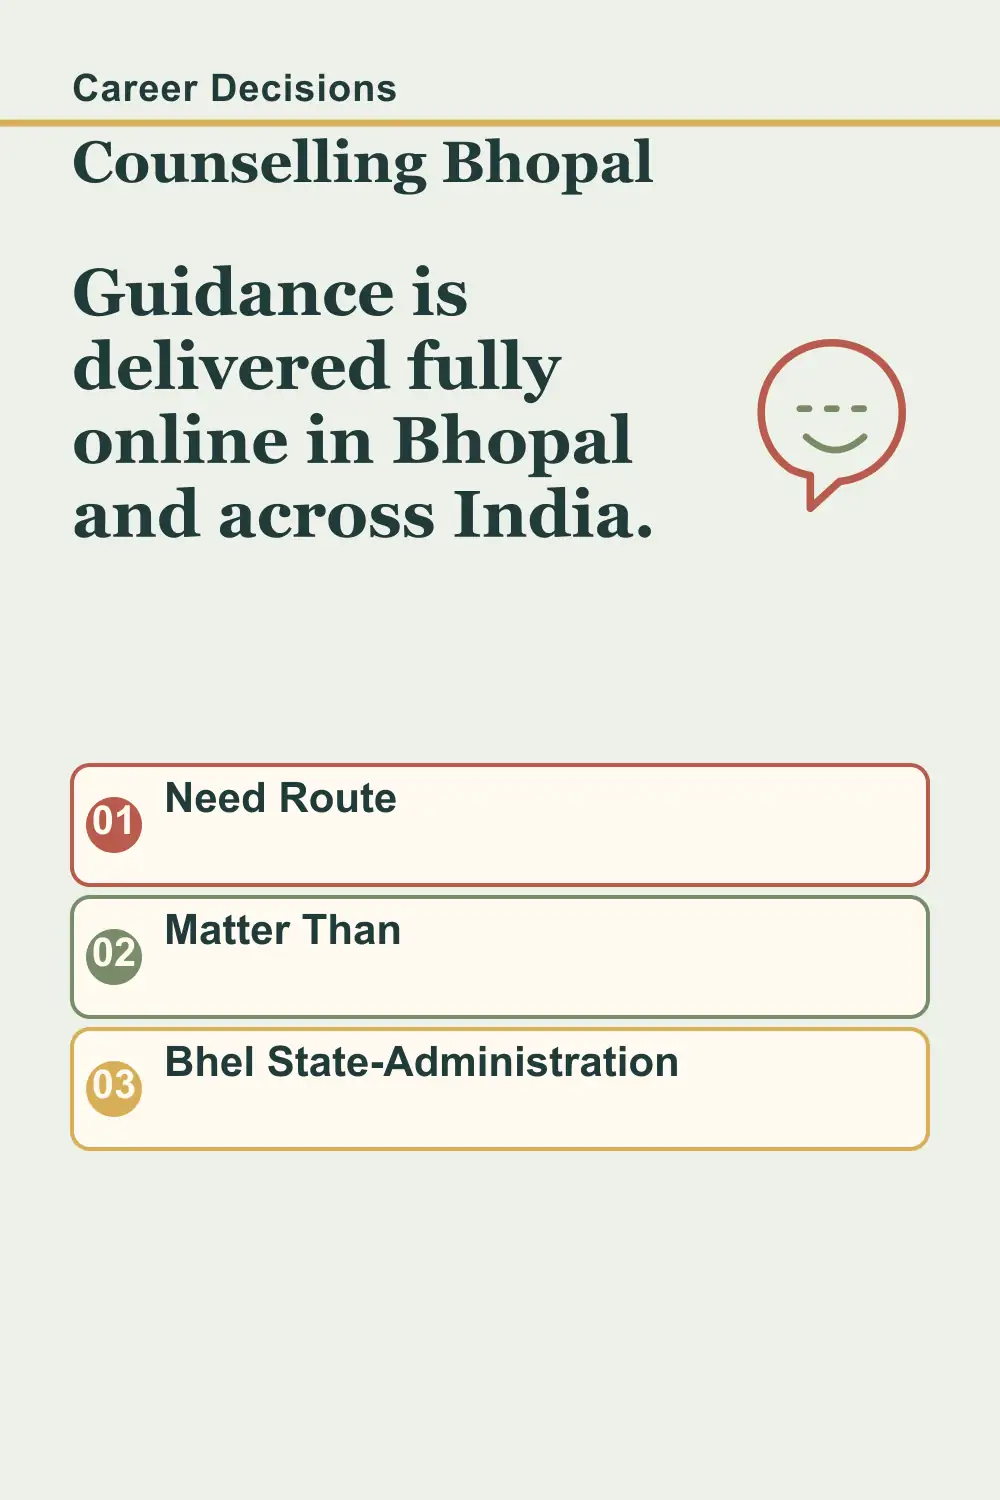 Career Decisions
Counselling Bhopal
Guidance is
delivered fully
online in Bhopal
and across India.
01
Need Route
02
Matter Than
03
Bhel State-Administration